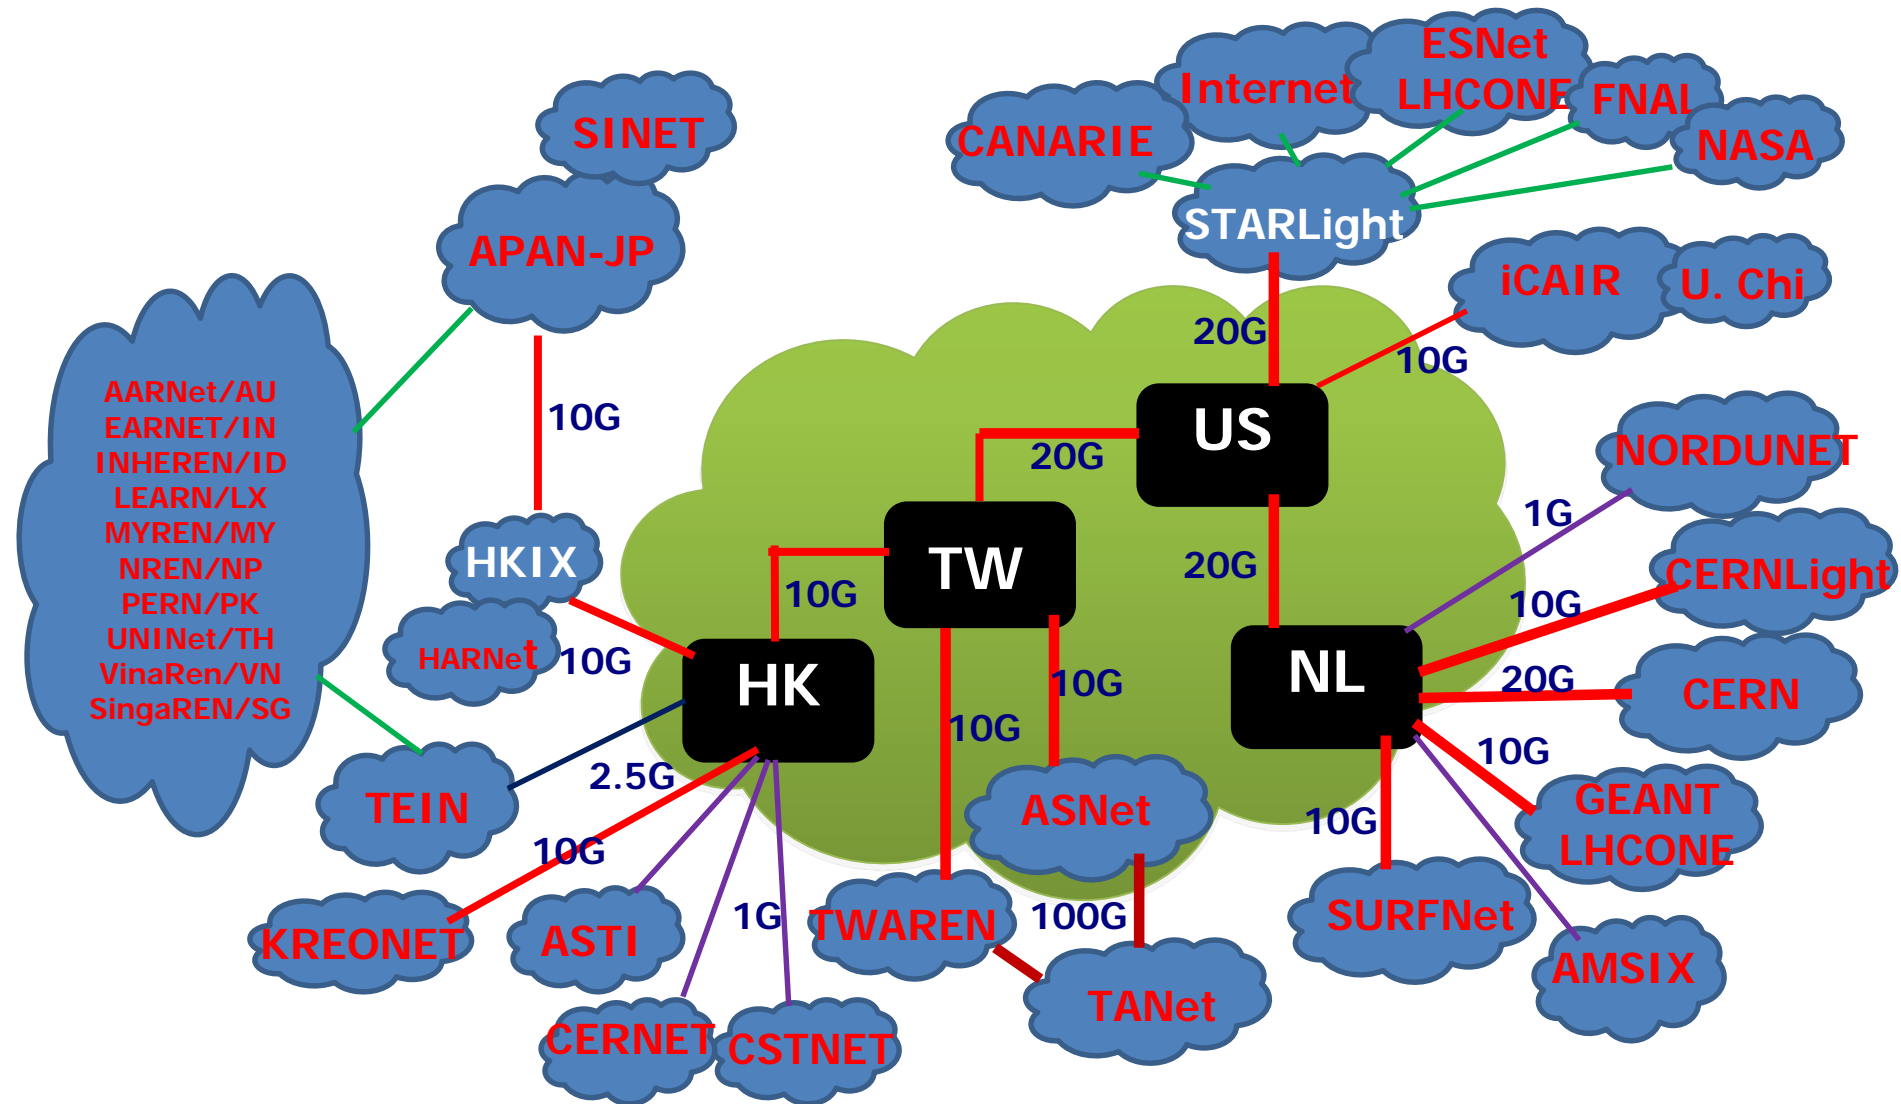 ESNet
LHCONE
Internet
FNAL
CANARIE
NASA
SINET
STARLight
APAN-JP
iCAIR
U. Chi
20G
10G
AARNet/AU
EARNET/IN
INHEREN/ID
LEARN/LX
MYREN/MY
NREN/NP
PERN/PK
UNINet/TH
VinaRen/VN
SingaREN/SG
10G
US
20G
NORDUNET
1G
HKIX
TW
20G
CERNLight
10G
10G
HARNet
10G
HK
10G
NL
20G
CERN
10G
10G
2.5G
TEIN
ASNet
10G
GEANT
LHCONE
10G
10G
KREONET
ASTI
1G
TWAREN
100G
SURFNet
AMSIX
TANet
CERNET
CSTNET